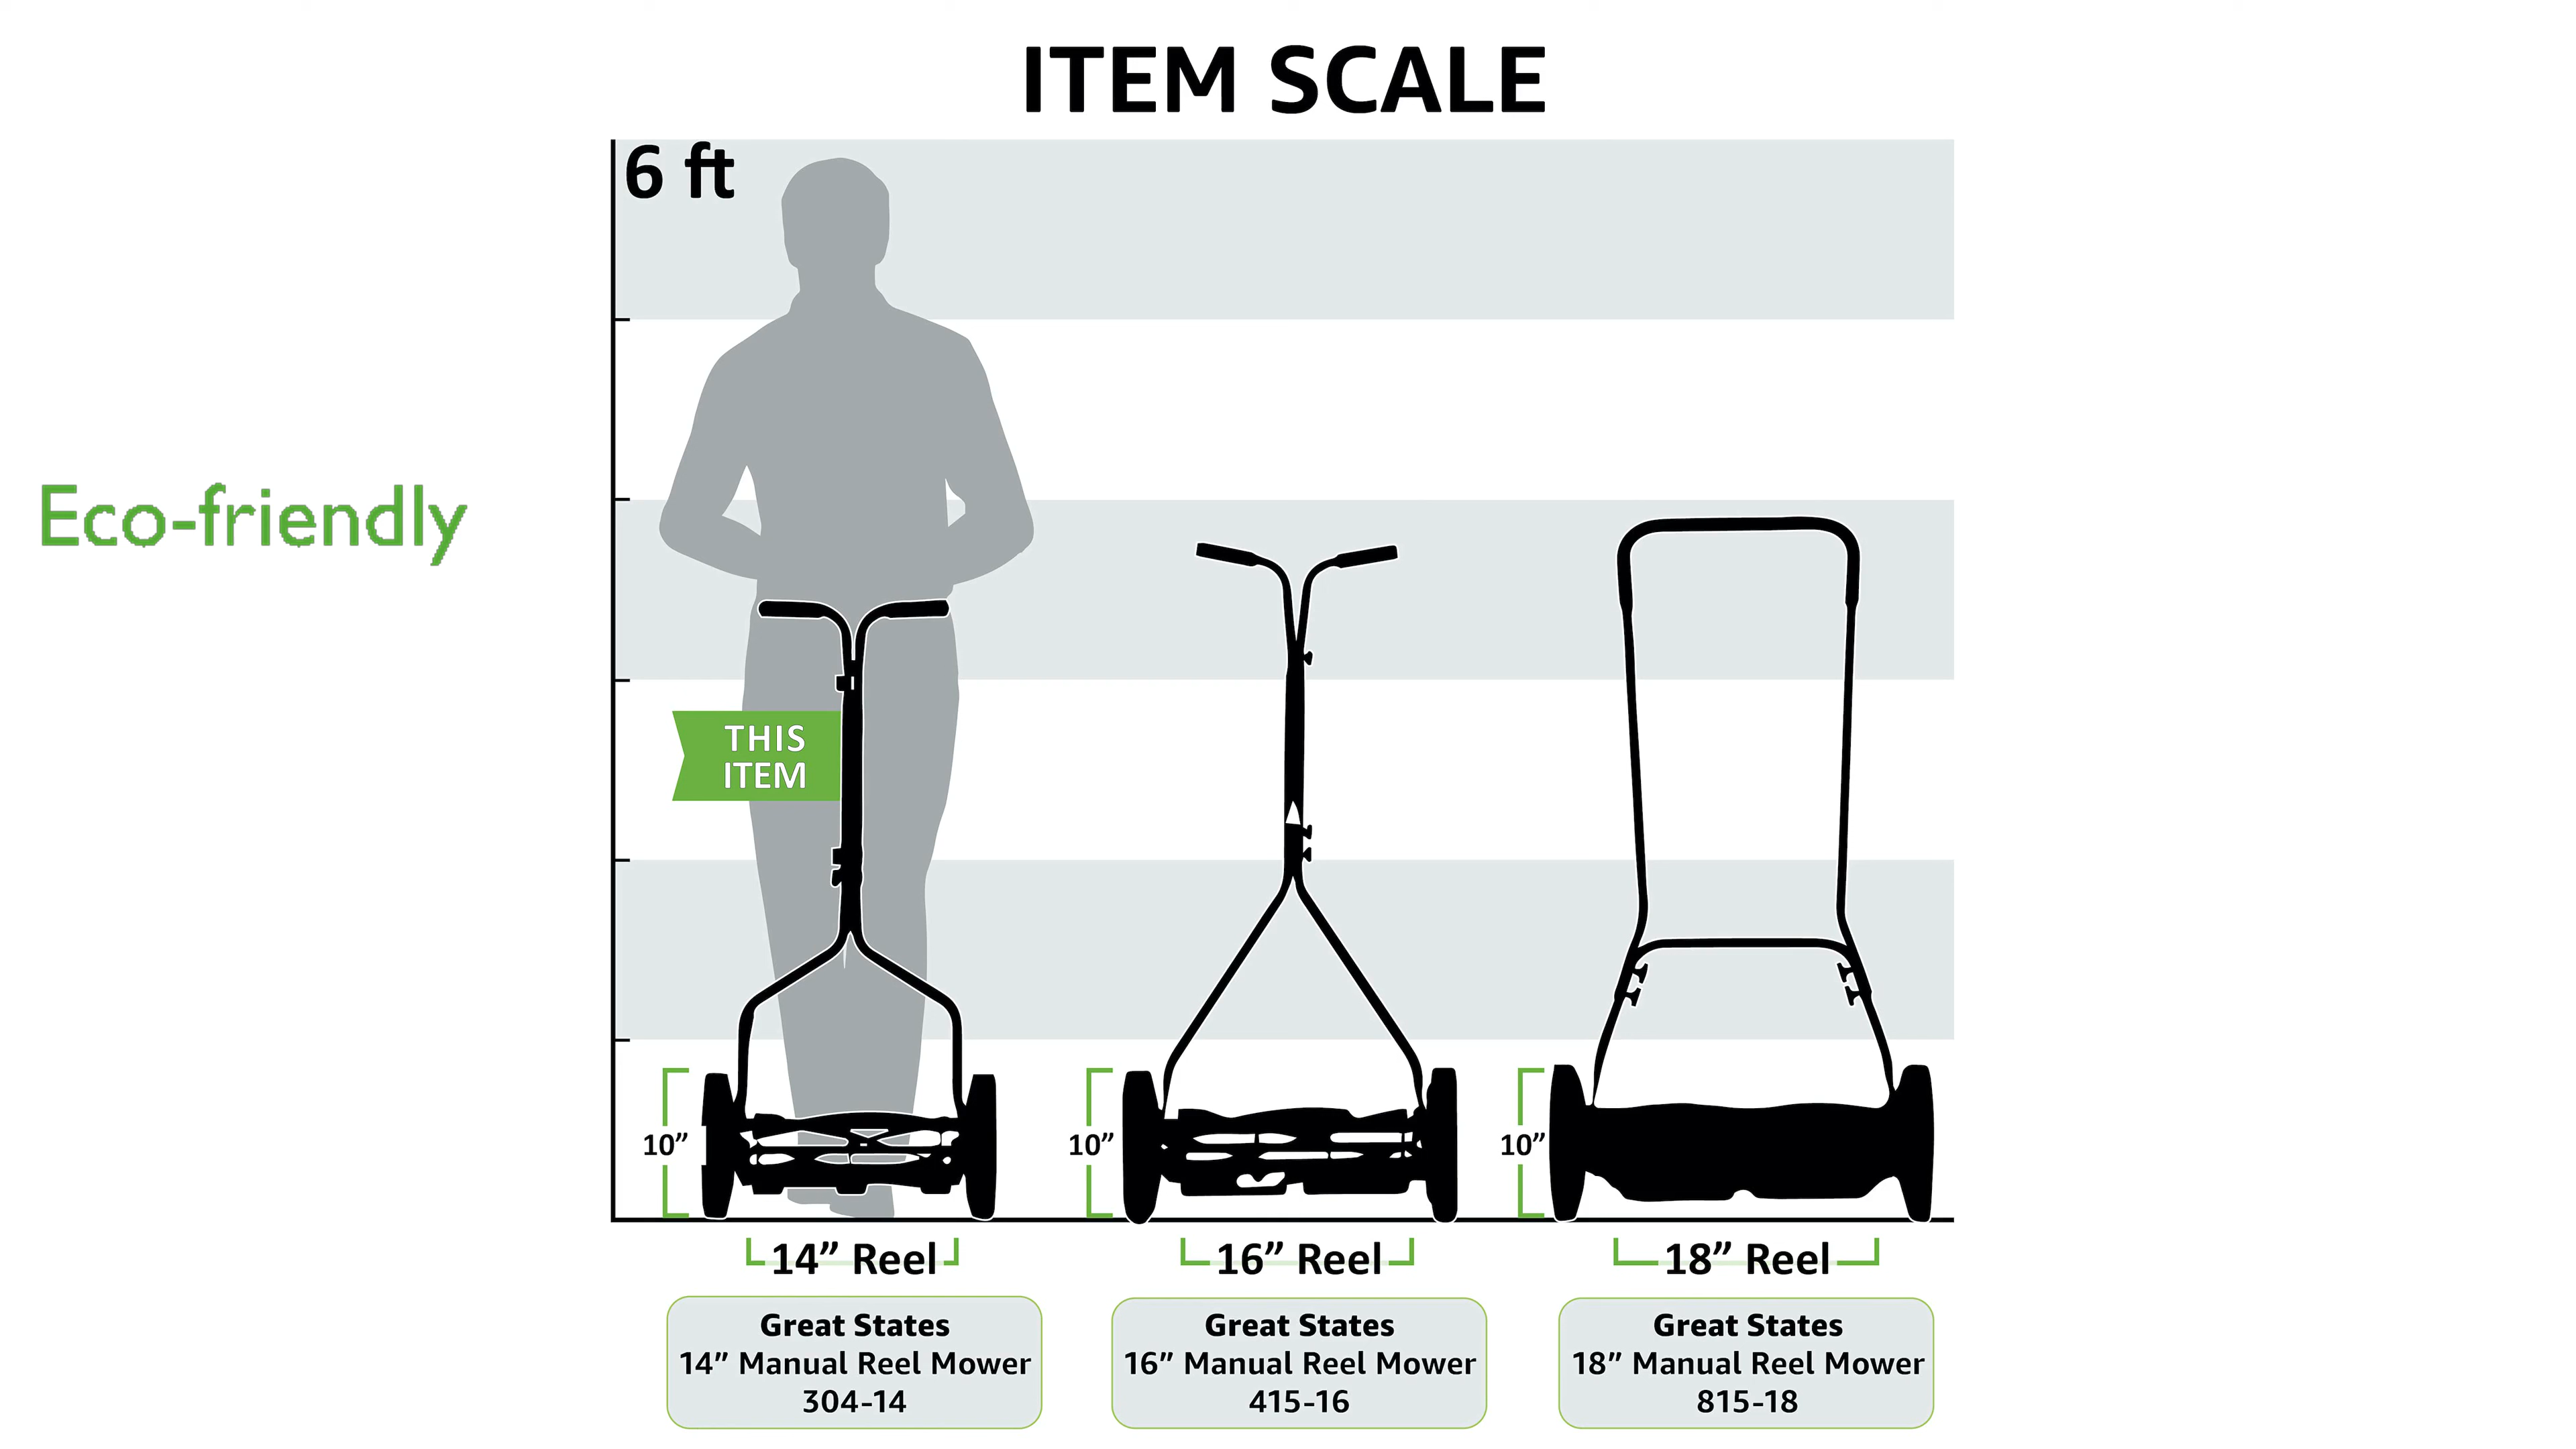 ITEM SCALE
6 ft
Eco-friendly
THIS
ITEM
10”
10”
10”
14” Reel
16” Reel
18” Reel
Great States
14” Manual Reel Mower
304-14
Great States
16” Manual Reel Mower
415-16
Great States
18” Manual Reel Mower
815-18